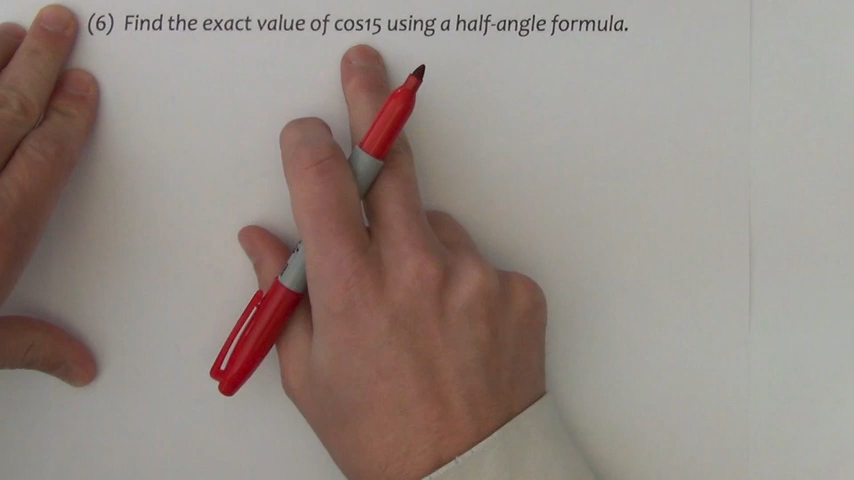 (6) Find the exact value of cos15 using a half-angle formula.